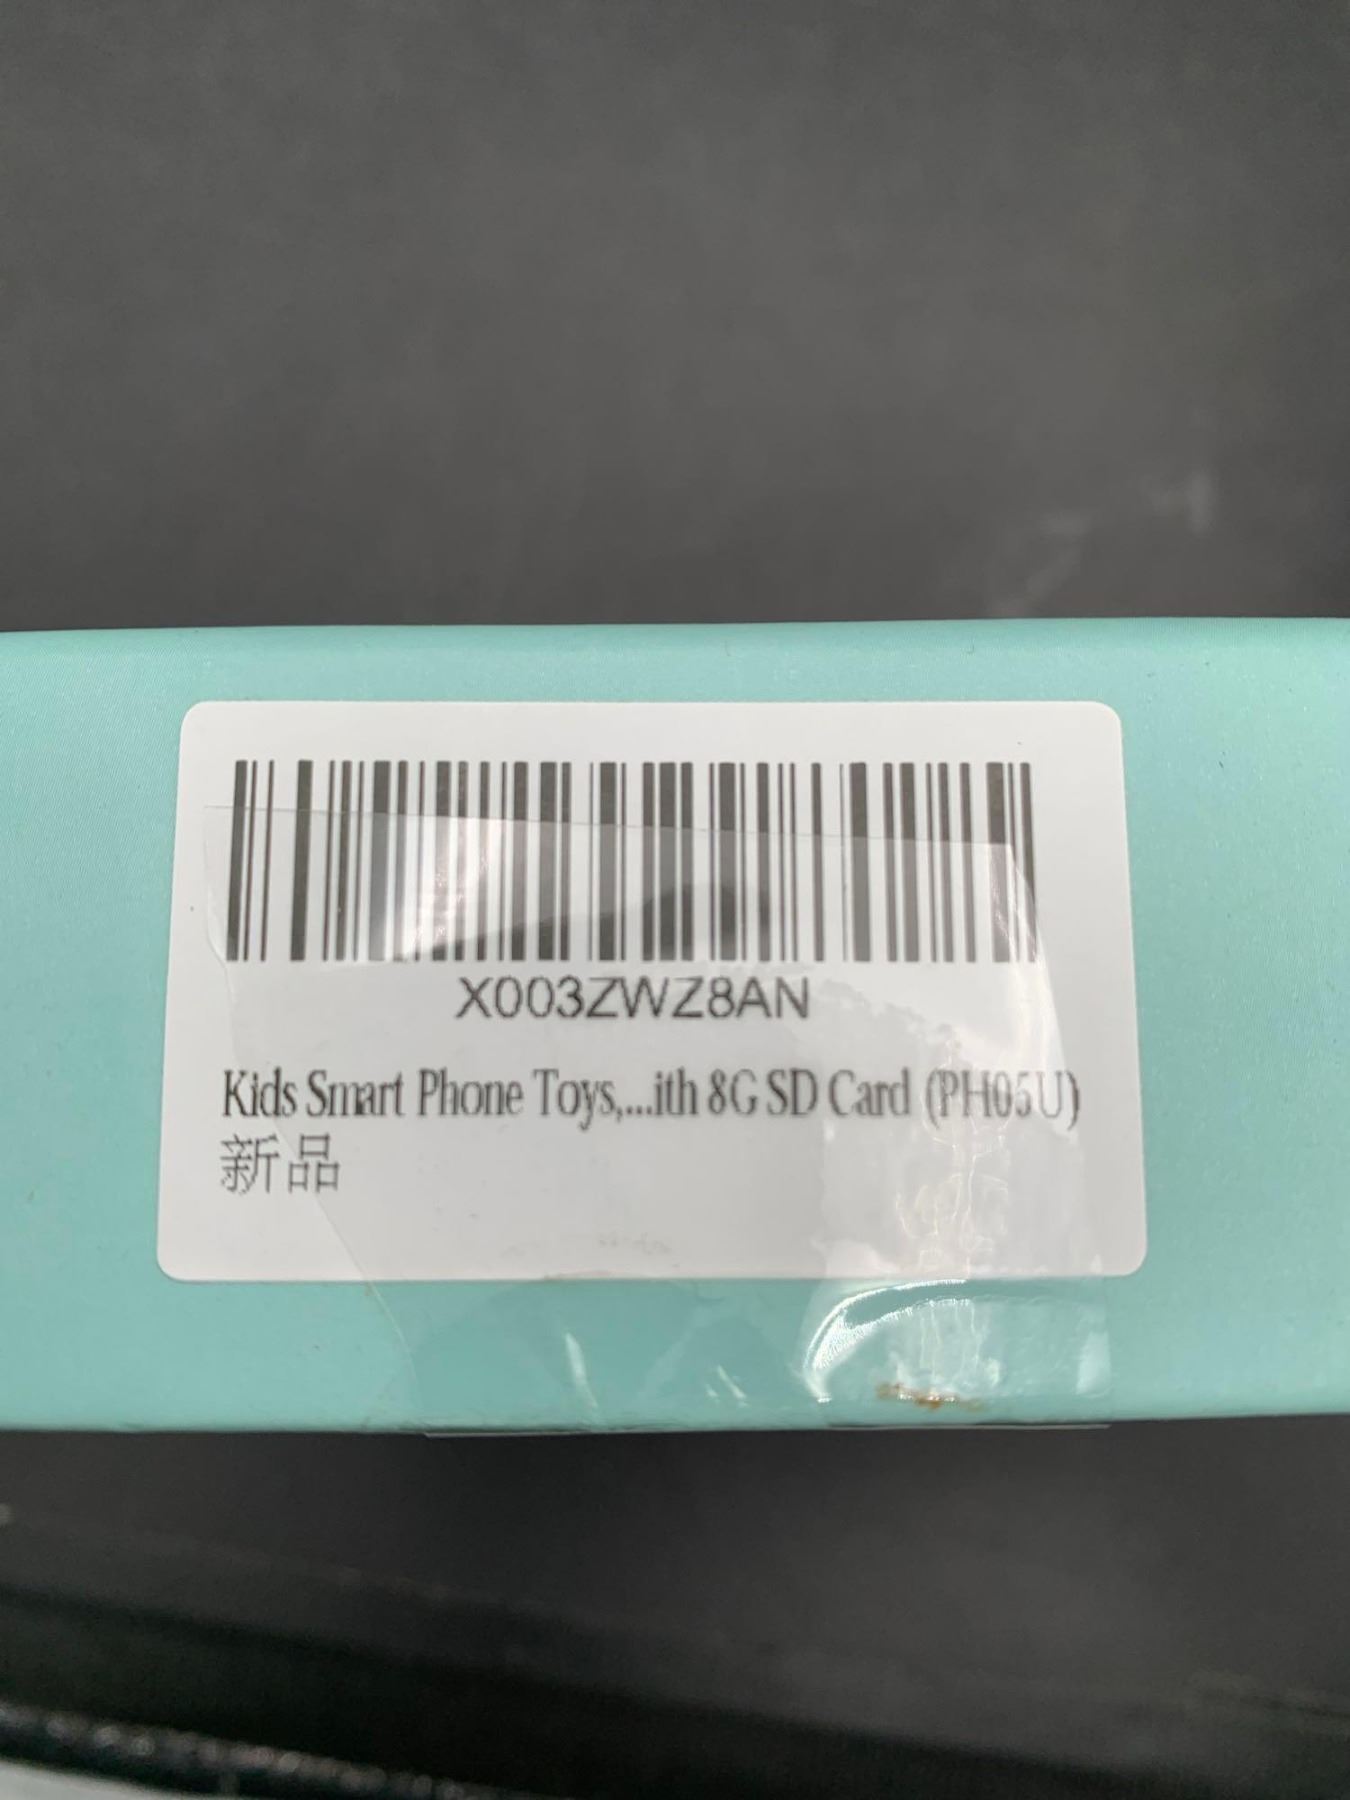 X003ZWZ8AN
Kids Smart Phone Toys,...ith 8G SD Card (PH05U)
新品